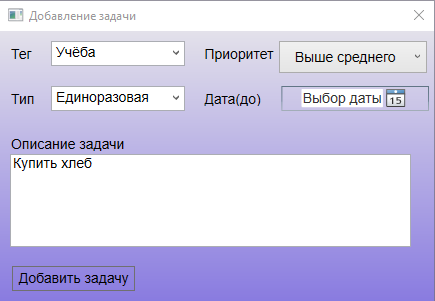 Добавление задачи
Тег Учёба Приоритет Выше среднего
Тип Единоразовая Дата(до) Выбор даты 15
Описание задачи
Купить хлеб
Добавить задачу